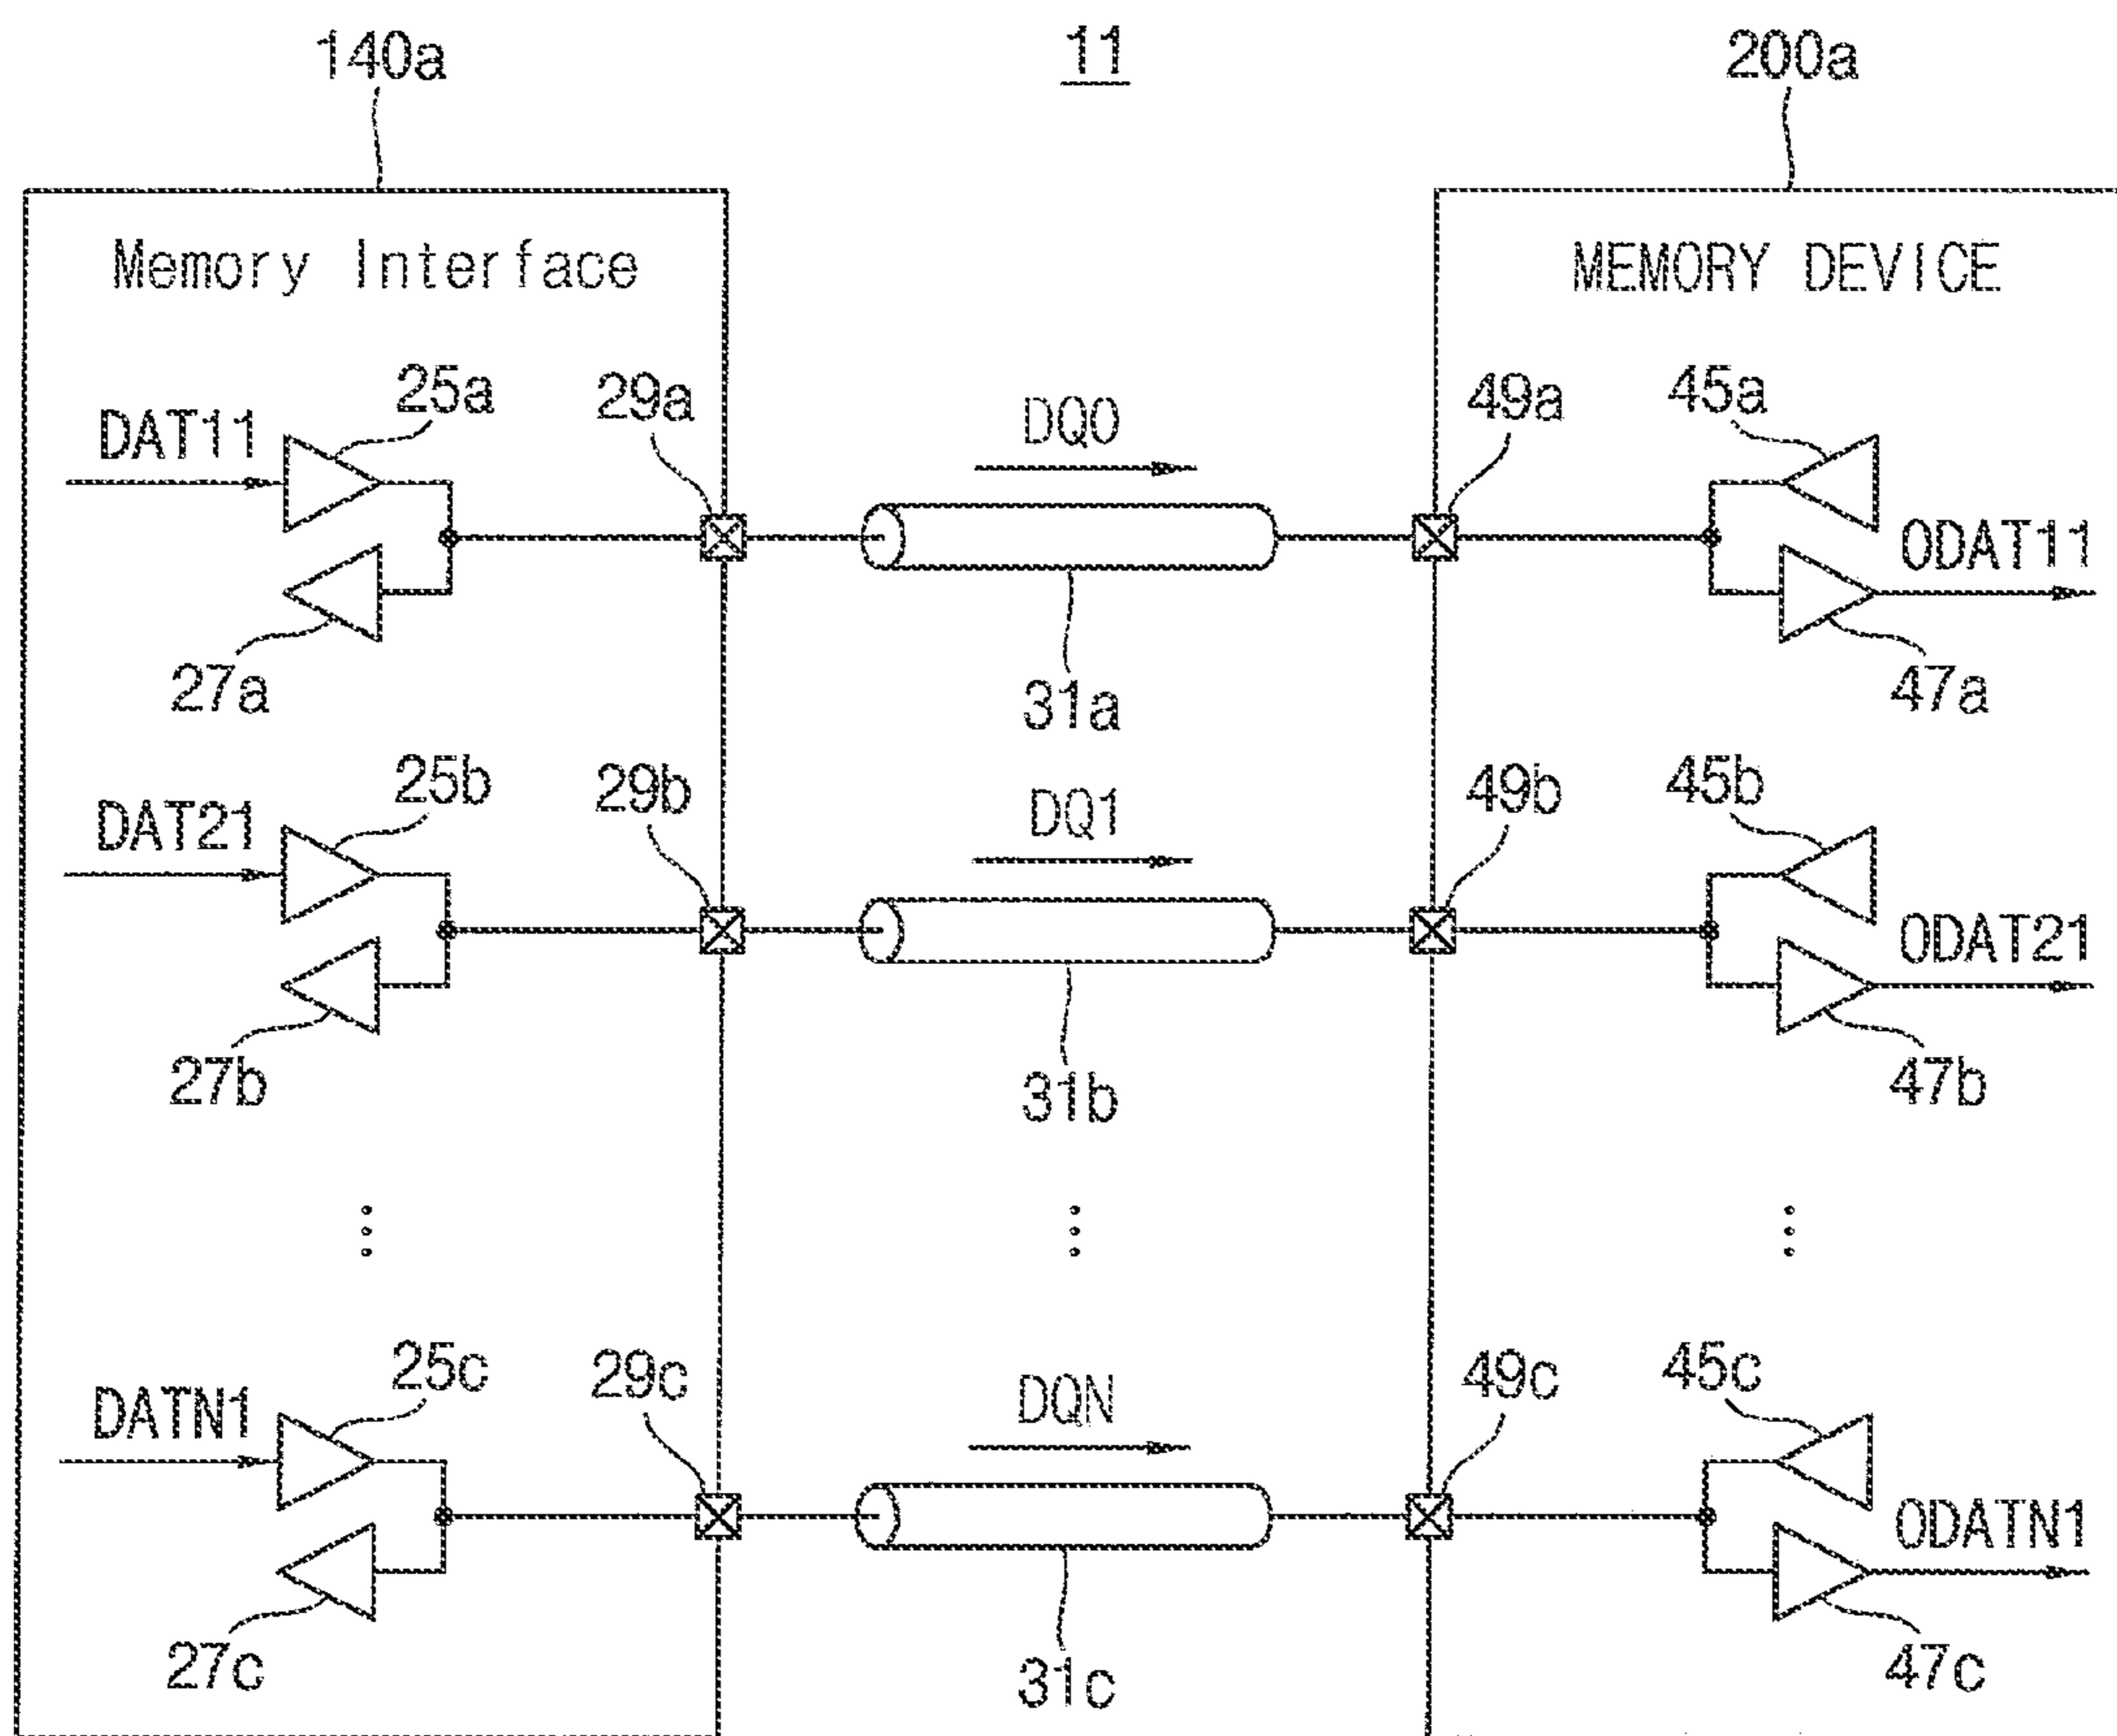 140a
11
200a
Memory Interface
MEMORY DEVICE
25a
29a
DQ0
49a
45a
DAT11
ODAT11
27a
31a
47a
25b
29b
DQ1
49b
45b
DAT21
ODAT21
27b
31b
47b
25c
29c
DQN
49c
45c
DATN1
ODATN1
27c
31c
47c